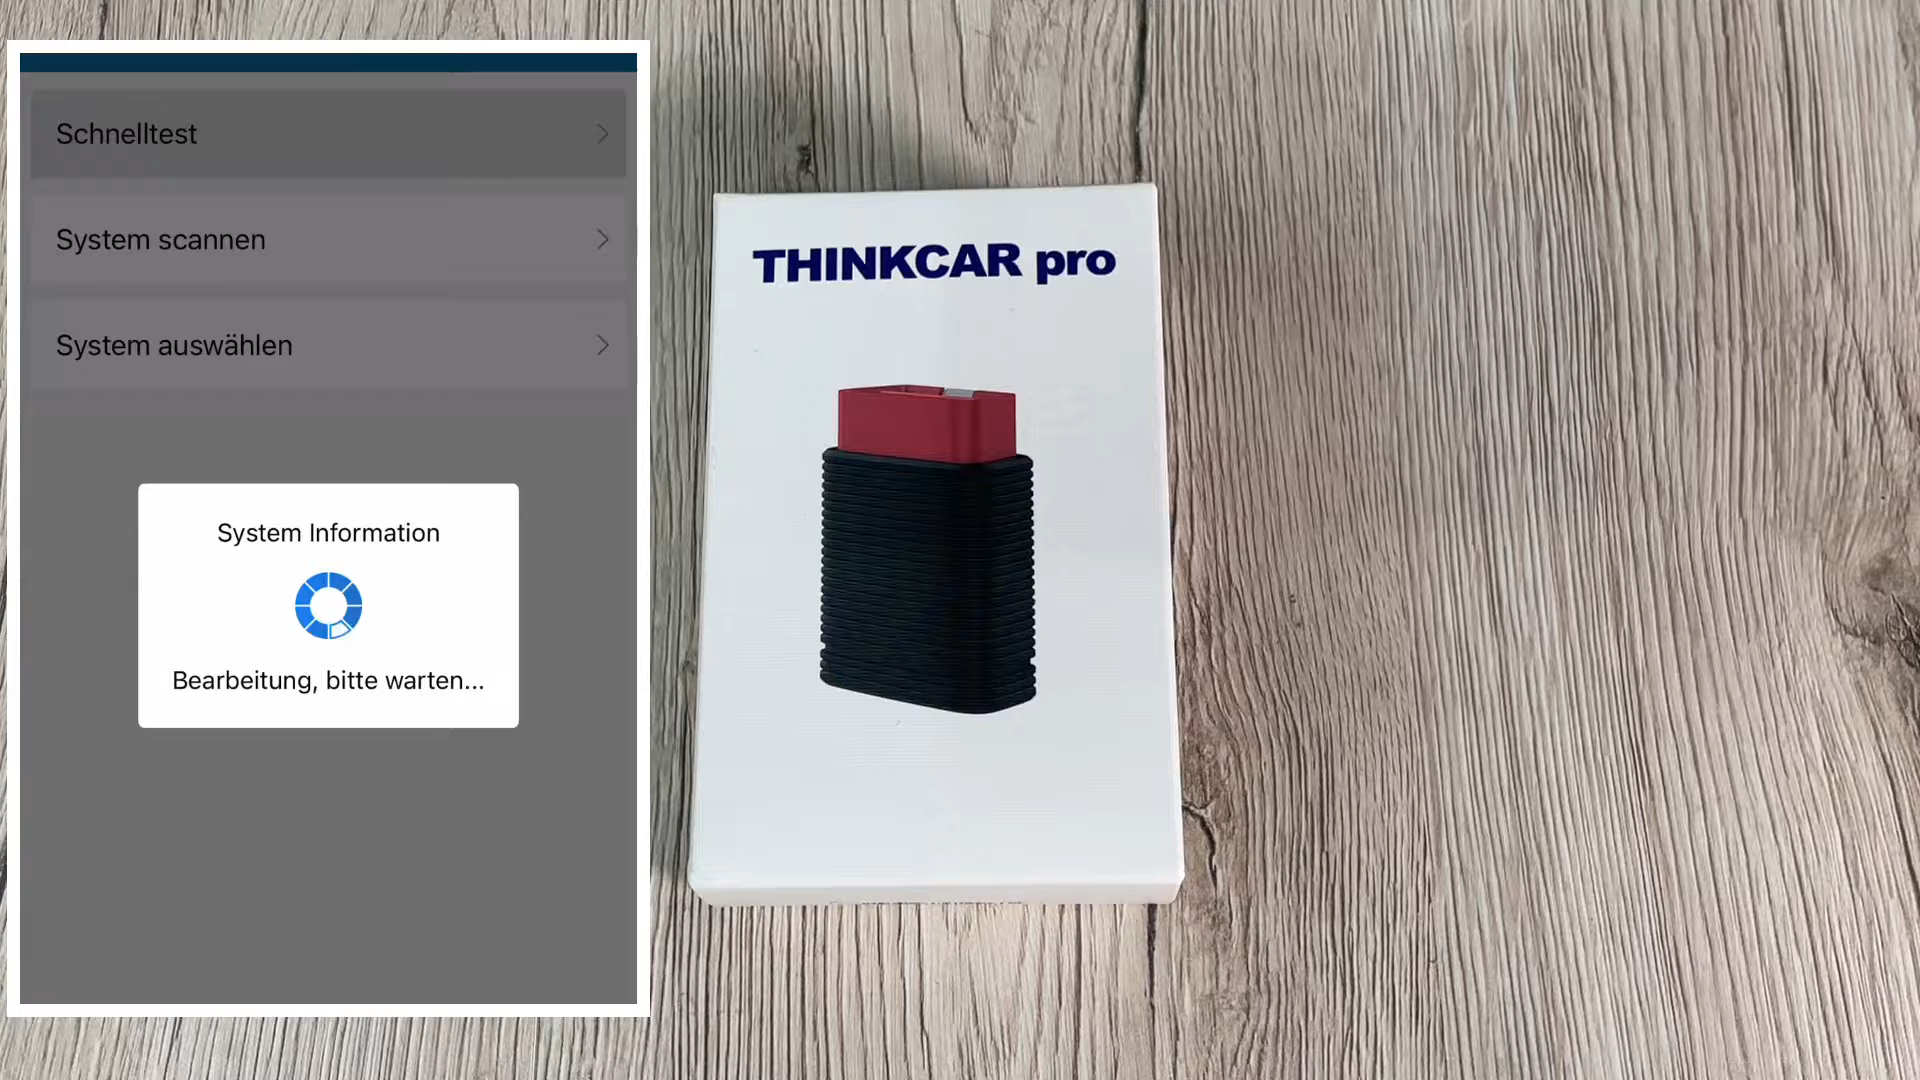 Schnelltest
System scannen
System auswählen
System Information
Bearbeitung, bitte warten...
THINKCAR pro